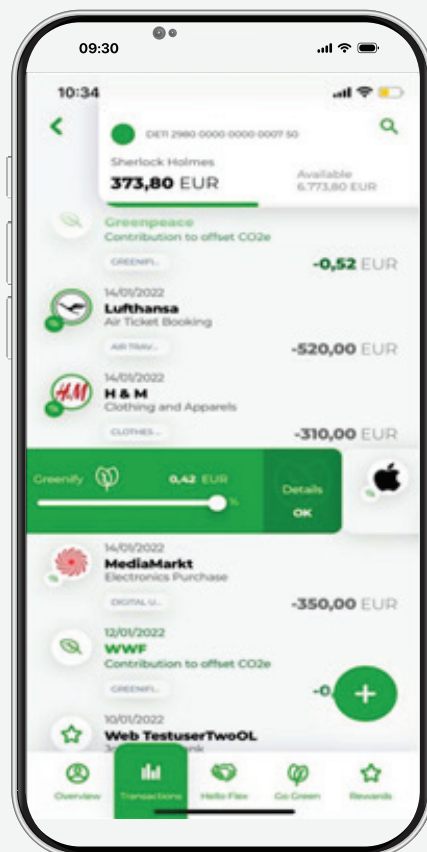 09:30
10:34
DE11 2980 0000 0000 0007 50
Sherlock Holmes
373,80 EUR
Available
6.773,80 EUR
Greenpeace
Contribution to offset CO2e
GREENFI...
-0,52 EUR
14/01/2022
Lufthansa
Air Ticket Booking
AIR TRAV...
-520,00 EUR
14/01/2022
H&M
H & M
Clothing and Apparels
CLOTHES ...
-310,00 EUR
Greenify
0,42 EUR
%
Details
OK
14/01/2022
MediaMarkt
Electronics Purchase
DIGITAL U...
-350,00 EUR
12/01/2022
WWF
Contribution to offset CO2e
GREENFI...
-0,
+
10/01/2022
Web TestuserTwoOL
Overview
Transactions
Hello Flex
Go Green
Rewards